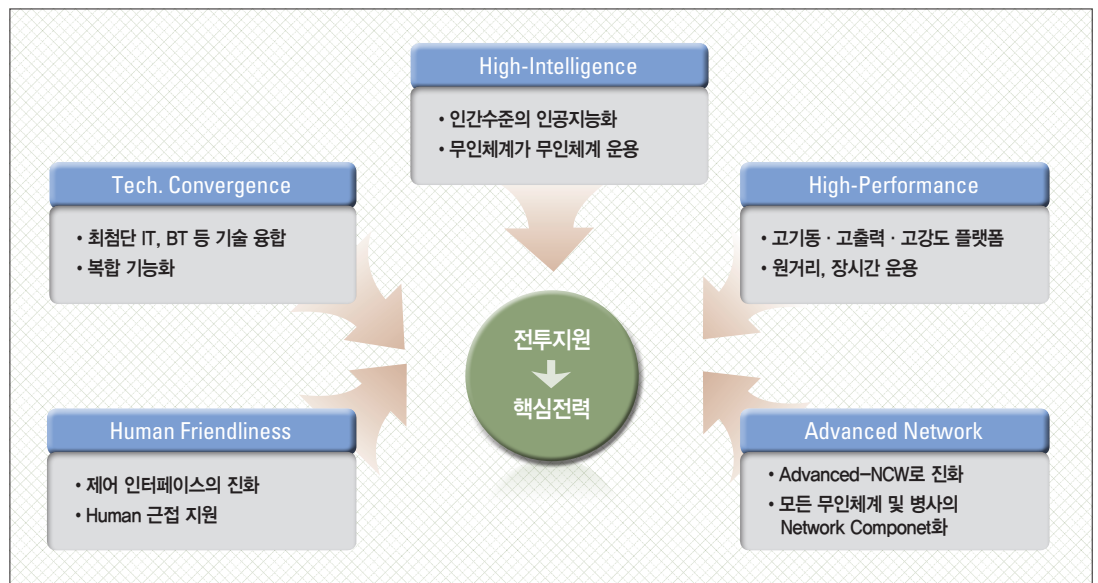 High-Intelligence
• 인간수준의 인공지능화
• 무인체계가 무인체계 운용
Tech. Convergence
• 최첨단 IT, BT 등 기술 융합
• 복합 기능화
High-Performance
• 고기동 · 고출력 · 고강도 플랫폼
• 원거리, 장시간 운용
전투지원
핵심전력
Human Friendliness
• 제어 인터페이스의 진화
• Human 근접 지원
Advanced Network
• Advanced-NCW로 진화
• 모든 무인체계 및 병사의
Network Componet화